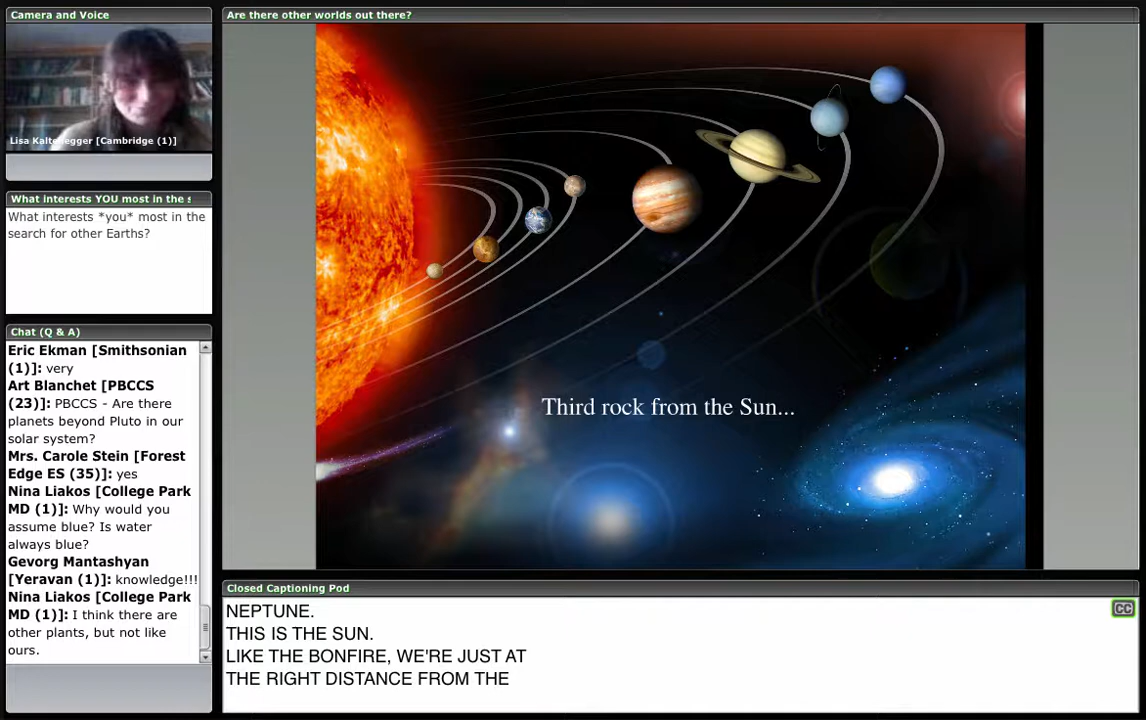 Camera and Voice
Lisa Kaltenegger [Cambridge (1)]
What interests YOU most in the s
What interests *you* most in the
search for other Earths?
Chat (Q & A)
Eric Ekman [Smithsonian
(1)]: very
Art Blanchet [PBCCS
(23)]: PBCCS - Are there
planets beyond Pluto in our
solar system?
Mrs. Carole Stein [Forest
Edge ES (35)]: yes
Nina Liakos [College Park
MD (1)]: Why would you
assume blue? Is water
always blue?
Gevorg Mantashyan
[Yeravan (1)]: knowledge!!!
Nina Liakos [College Park
MD (1)]: I think there are
other plants, but not like
ours.
Are there other worlds out there?
Third rock from the Sun...
Closed Captioning Pod
CC
NEPTUNE.
THIS IS THE SUN.
LIKE THE BONFIRE, WE'RE JUST AT
THE RIGHT DISTANCE FROM THE